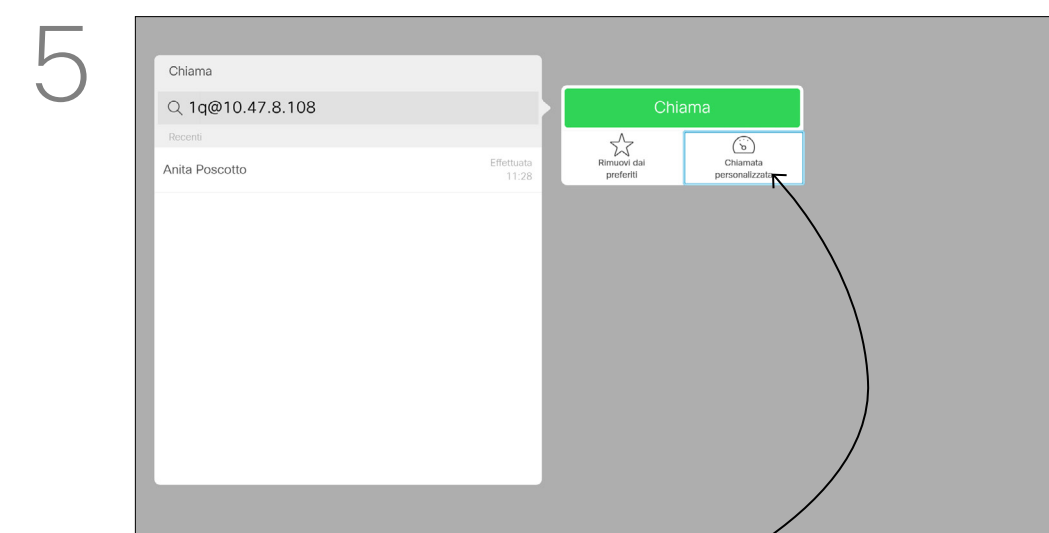 5
Chiama
1q@10.47.8.108
Recenti
Anita Poscotto
Effettuata
11:28
Chiama
Rimuovi dai
preferiti
Chiamata
personalizzata